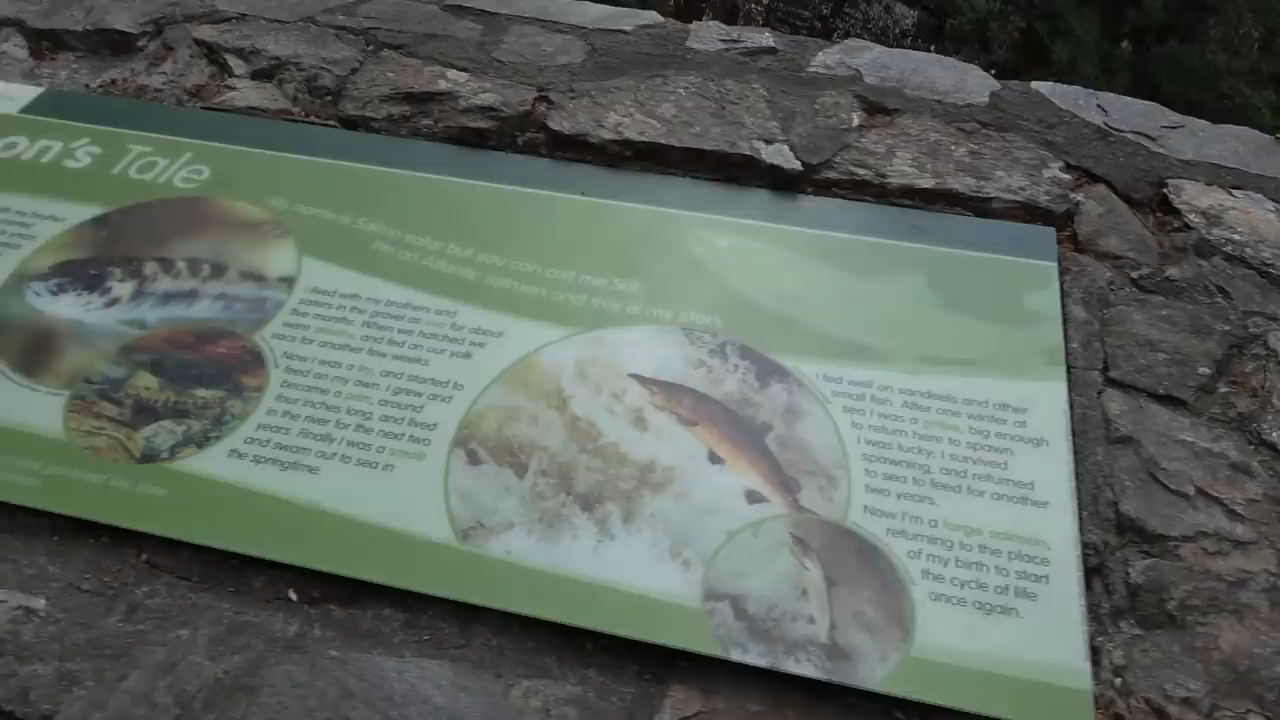 on's Tale
My name is Salmo salar but you can call me Sal
I'm an Atlantic salmon and this is my story
I lived with my brothers and
sisters in the gravel as ova for about
five months. When we hatched we
were alevins, and fed on our yolk
sacs for another few weeks.
Now I was a fry, and started to
feed on my own. I grew and
became a parr, around
four inches long, and lived
in the river for the next two
years. Finally I was a smolt
and swam out to sea in
the springtime.
I fed well on sandeels and other
small fish. After one winter at
sea I was a grilse, big enough
to return here to spawn.
I was lucky; I survived
spawning, and returned
to sea to feed for another
two years.
Now I'm a large salmon,
returning to the place
of my birth to start
the cycle of life
once again.